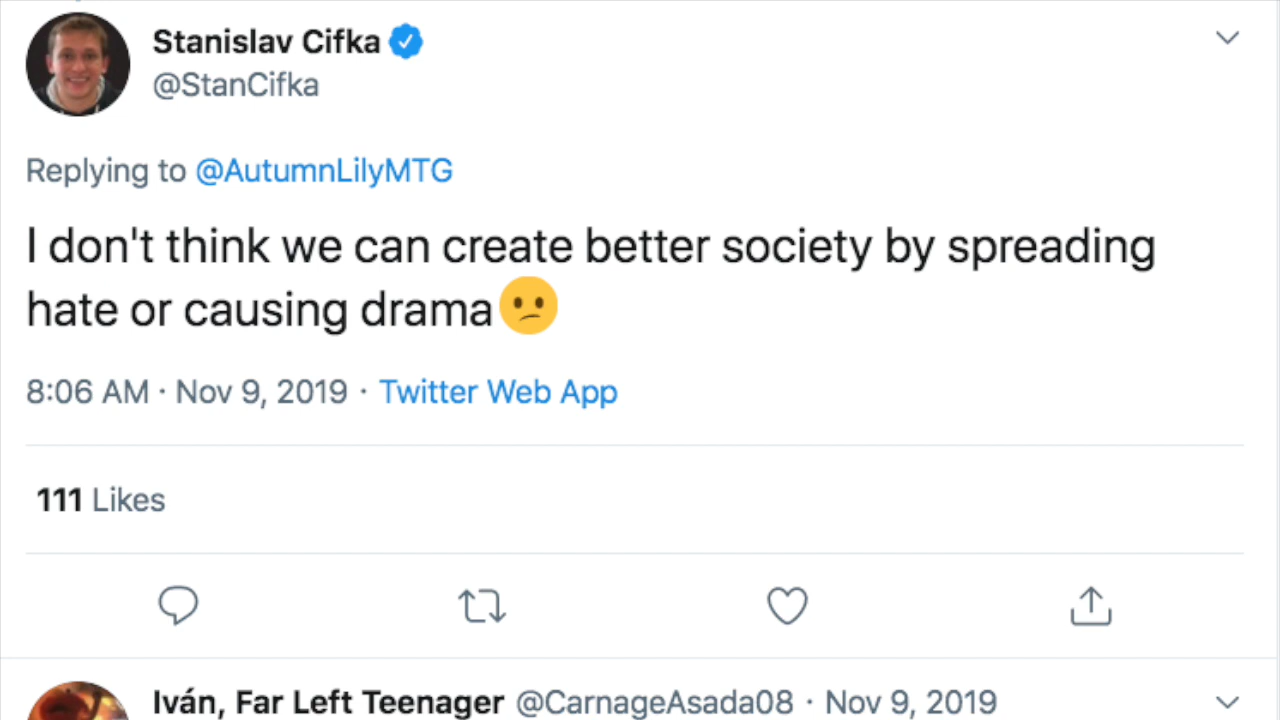 Stanislav Cifka
@StanCifka
Replying to @AutumnLilyMTG
I don't think we can create better society by spreading
hate or causing drama😕
8:06 AM · Nov 9, 2019 · Twitter Web App
111 Likes
Iván, Far Left Teenager @CarnageAsada08 · Nov 9, 2019